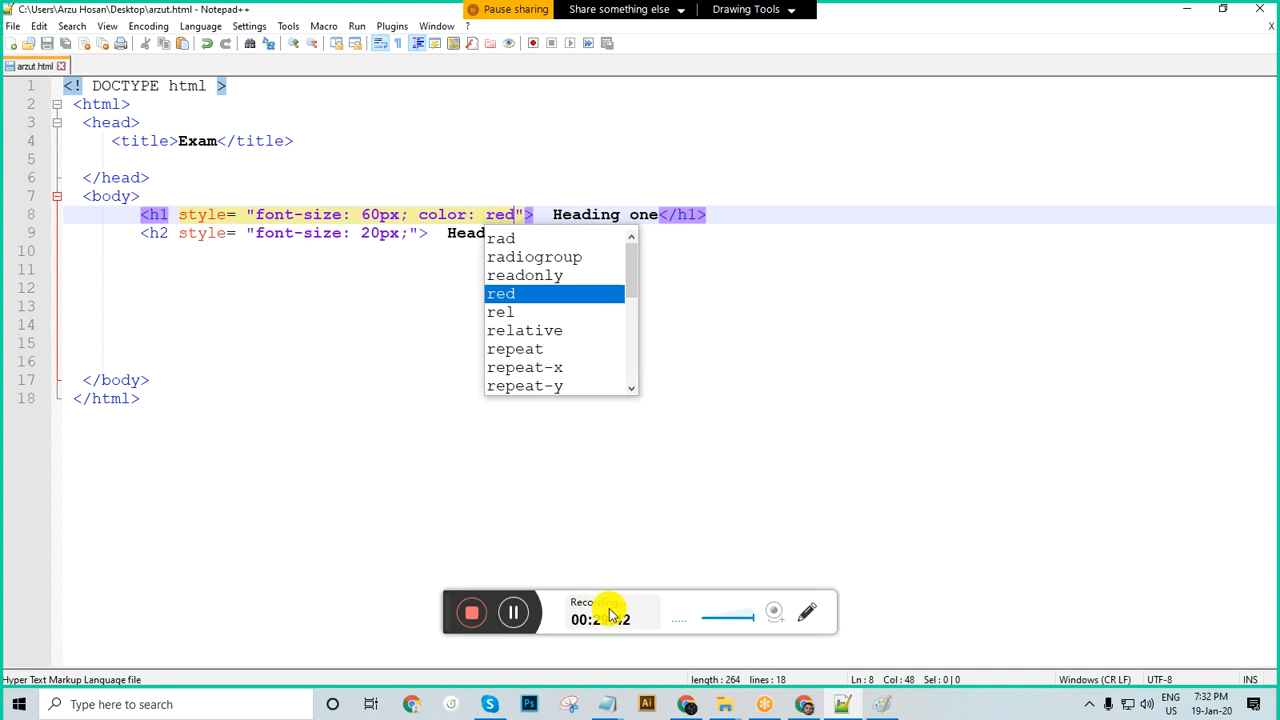 C:\Users\Arzu Hosan\Desktop\arzut.html - Notepad++
Pause sharing
Share something else
Drawing Tools
File Edit Search View Encoding Language Settings Tools Macro Run Plugins Window ?
X
arzut.html
1 <! DOCTYPE html >
2 <html>
3 <head>
4 <title>Exam</title>
5
6 </head>
7 <body>
8 <h1 style= "font-size: 60px; color: red"> Heading one</h1>
9 <h2 style= "font-size: 20px;"> Head
10
11
12
13
14
15
16
17 </body>
18 </html>
rad
radiogroup
readonly
red
rel
relative
repeat
repeat-x
repeat-y
Recording...
Hyper Text Markup Language file
length : 264 lines : 18
Ln : 8 Col : 48 Sel : 0 | 0
Windows (CR LF)
UTF-8
INS
Type here to search
ENG
US
7:32 PM
19-Jan-20